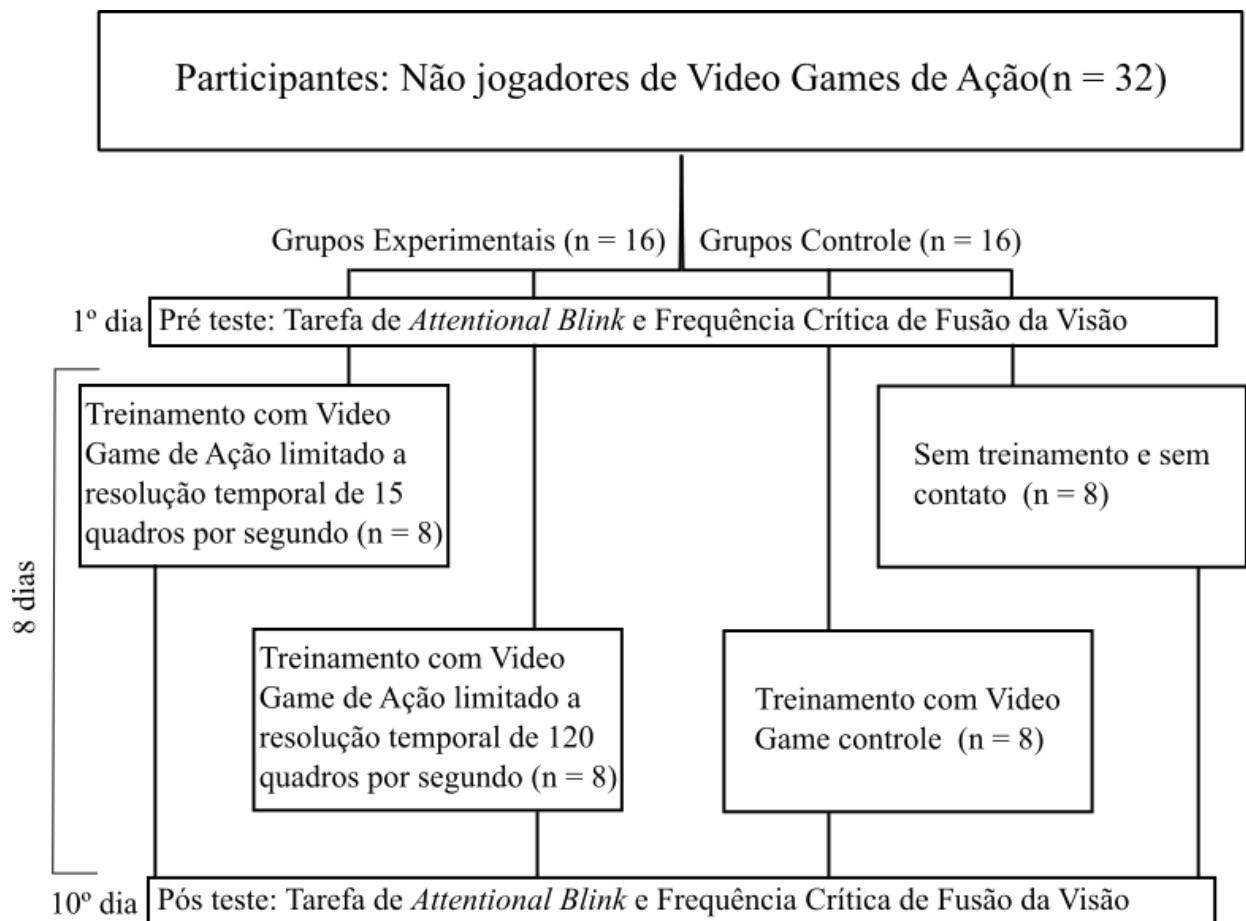 Participantes: Não jogadores de Video Games de Ação(n = 32)
Grupos Experimentais (n = 16)
Grupos Controle (n = 16)
1º dia
Pré teste: Tarefa de Attentional Blink e Frequência Crítica de Fusão da Visão
8 dias
Treinamento com Video
Game de Ação limitado a
resolução temporal de 15
quadros por segundo (n = 8)
Sem treinamento e sem
contato (n = 8)
Treinamento com Video
Game de Ação limitado a
resolução temporal de 120
quadros por segundo (n = 8)
Treinamento com Video
Game controle (n = 8)
10º dia
Pós teste: Tarefa de Attentional Blink e Frequência Crítica de Fusão da Visão